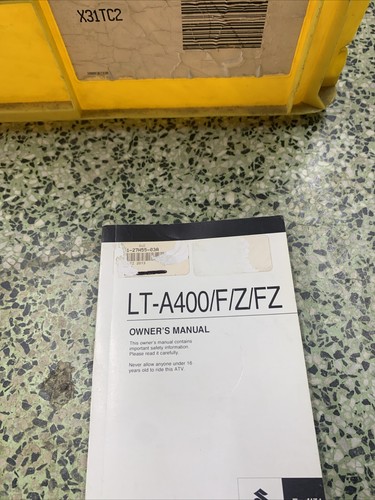 X31TC2
LT-A400/F/Z/FZ
OWNER'S MANUAL
This owner's manual contains
important safety information.
Please read it carefully.
Never allow anyone under 16
years old to ride this ATV.